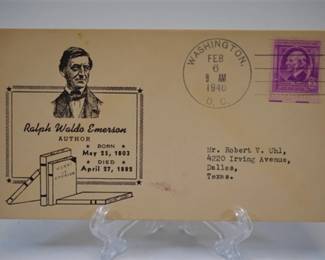 Ralph Waldo Emerson
AUTHOR
BORN
May 25, 1803
DIED
April 27, 1882
WASHINGTON,
FEB
6
9 AM
1940
D. C.
Mr. Robert V. Uhl,
4220 Irving Avenue,
Dallas,
Texas.